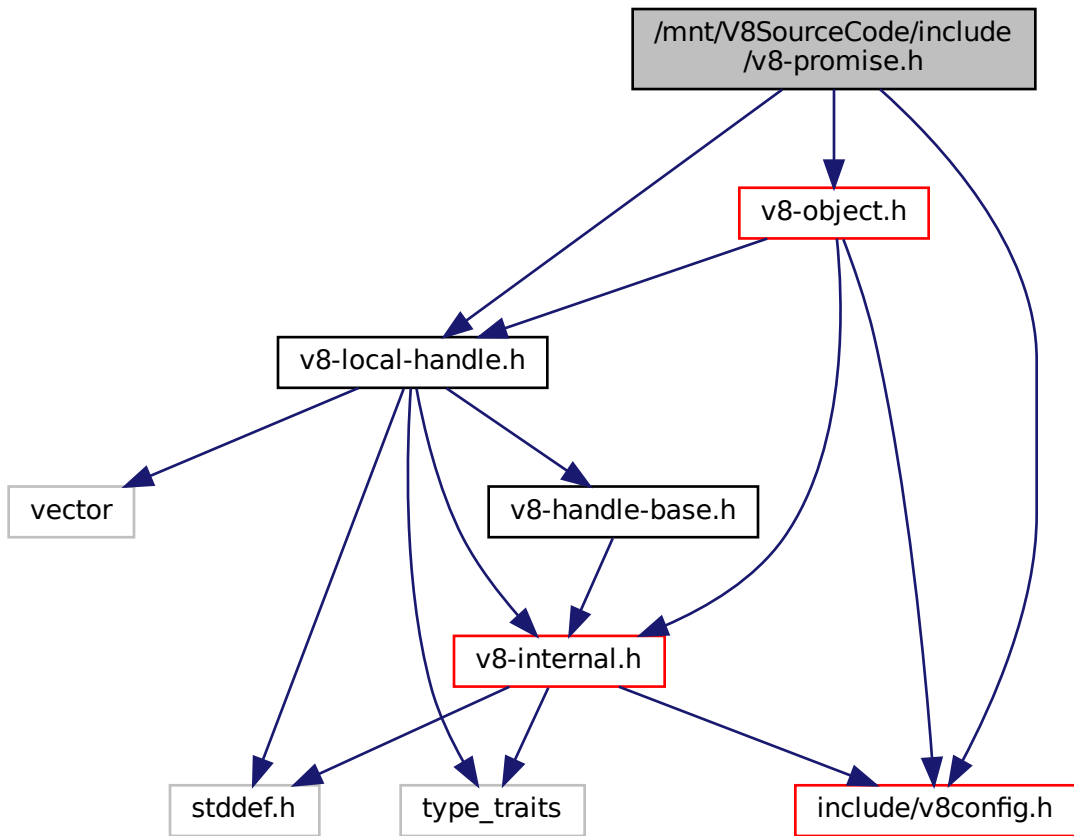 /mnt/V8SourceCode/include
/v8-promise.h
v8-object.h
v8-local-handle.h
vector
v8-handle-base.h
v8-internal.h
stddef.h
type_traits
include/v8config.h